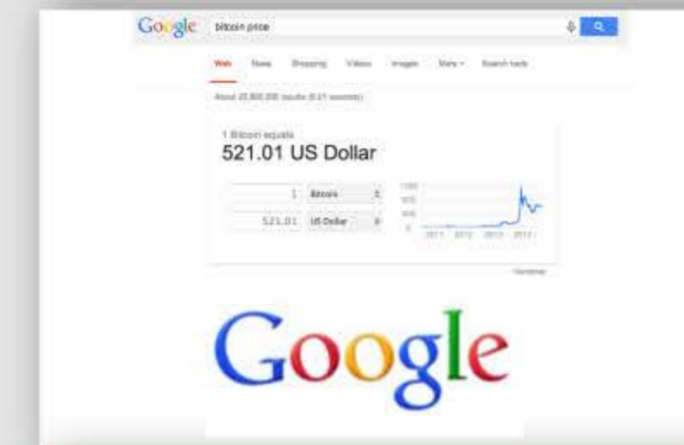 Google bitcoin price
Web News Shopping Videos Images More Search tools
1 Bitcoin equals
521.01 US Dollar
1 Bitcoin
521.01 US Dollar
2011 2012 2013
Google